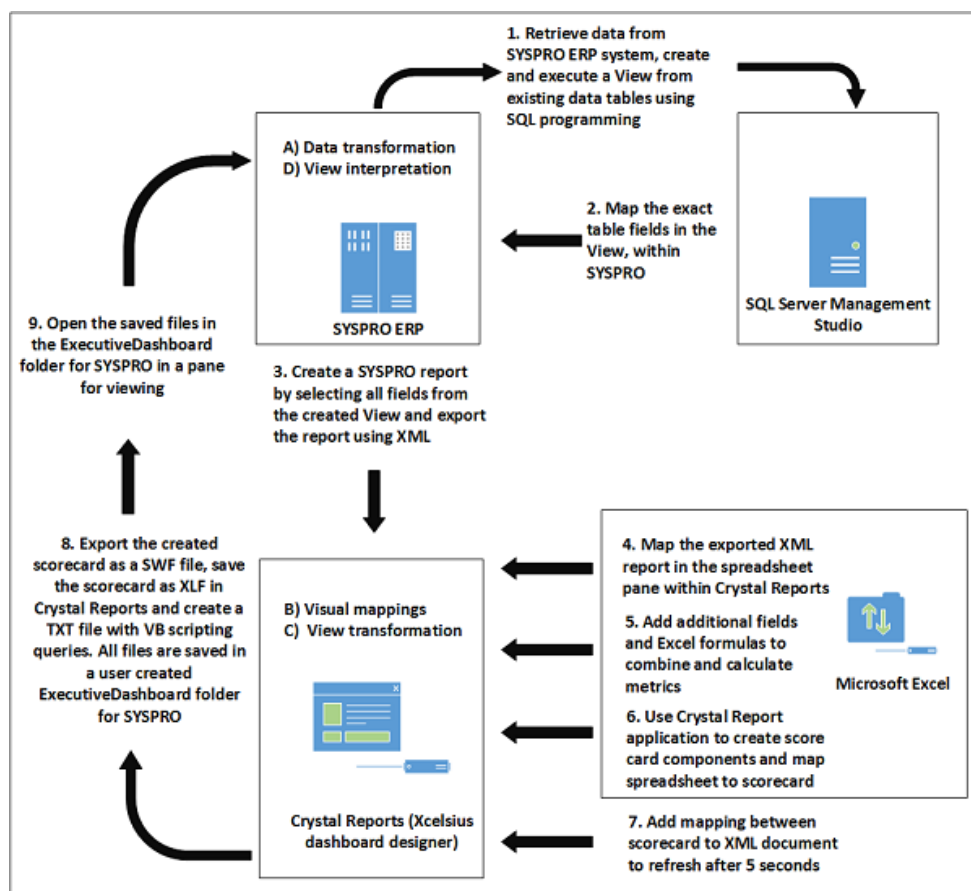 1. Retrieve data from
SYSPRO ERP system, create
and execute a View from
existing data tables using
SQL programming
A) Data transformation
D) View interpretation
SYSPRO ERP
2. Map the exact
table fields in the
View, within
SYSPRO
SQL Server Management
Studio
9. Open the saved files in
the ExecutiveDashboard
folder for SYSPRO in a pane
for viewing
3. Create a SYSPRO report
by selecting all fields from
the created View and export
the report using XML
8. Export the created
scorecard as a SWF file, save
the scorecard as XLF in
Crystal Reports and create a
TXT file with VB scripting
queries. All files are saved in
a user created
ExecutiveDashboard folder
for SYSPRO
B) Visual mappings
C) View transformation
Crystal Reports (Xcelsius
dashboard designer)
4. Map the exported XML
report in the spreadsheet
pane within Crystal Reports
5. Add additional fields
and Excel formulas to
combine and calculate
metrics
Microsoft Excel
6. Use Crystal Report
application to create score
card components and map
spreadsheet to scorecard
7. Add mapping between
scorecard to XML document
to refresh after 5 seconds